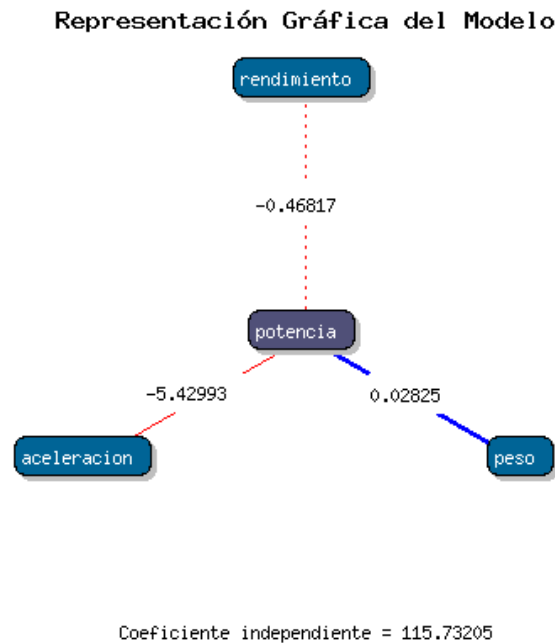 Representación Gráfica del Modelo
rendimiento
-0.46817
potencia
-5.42993
0.02825
aceleracion
peso
Coeficiente independiente = 115.73205